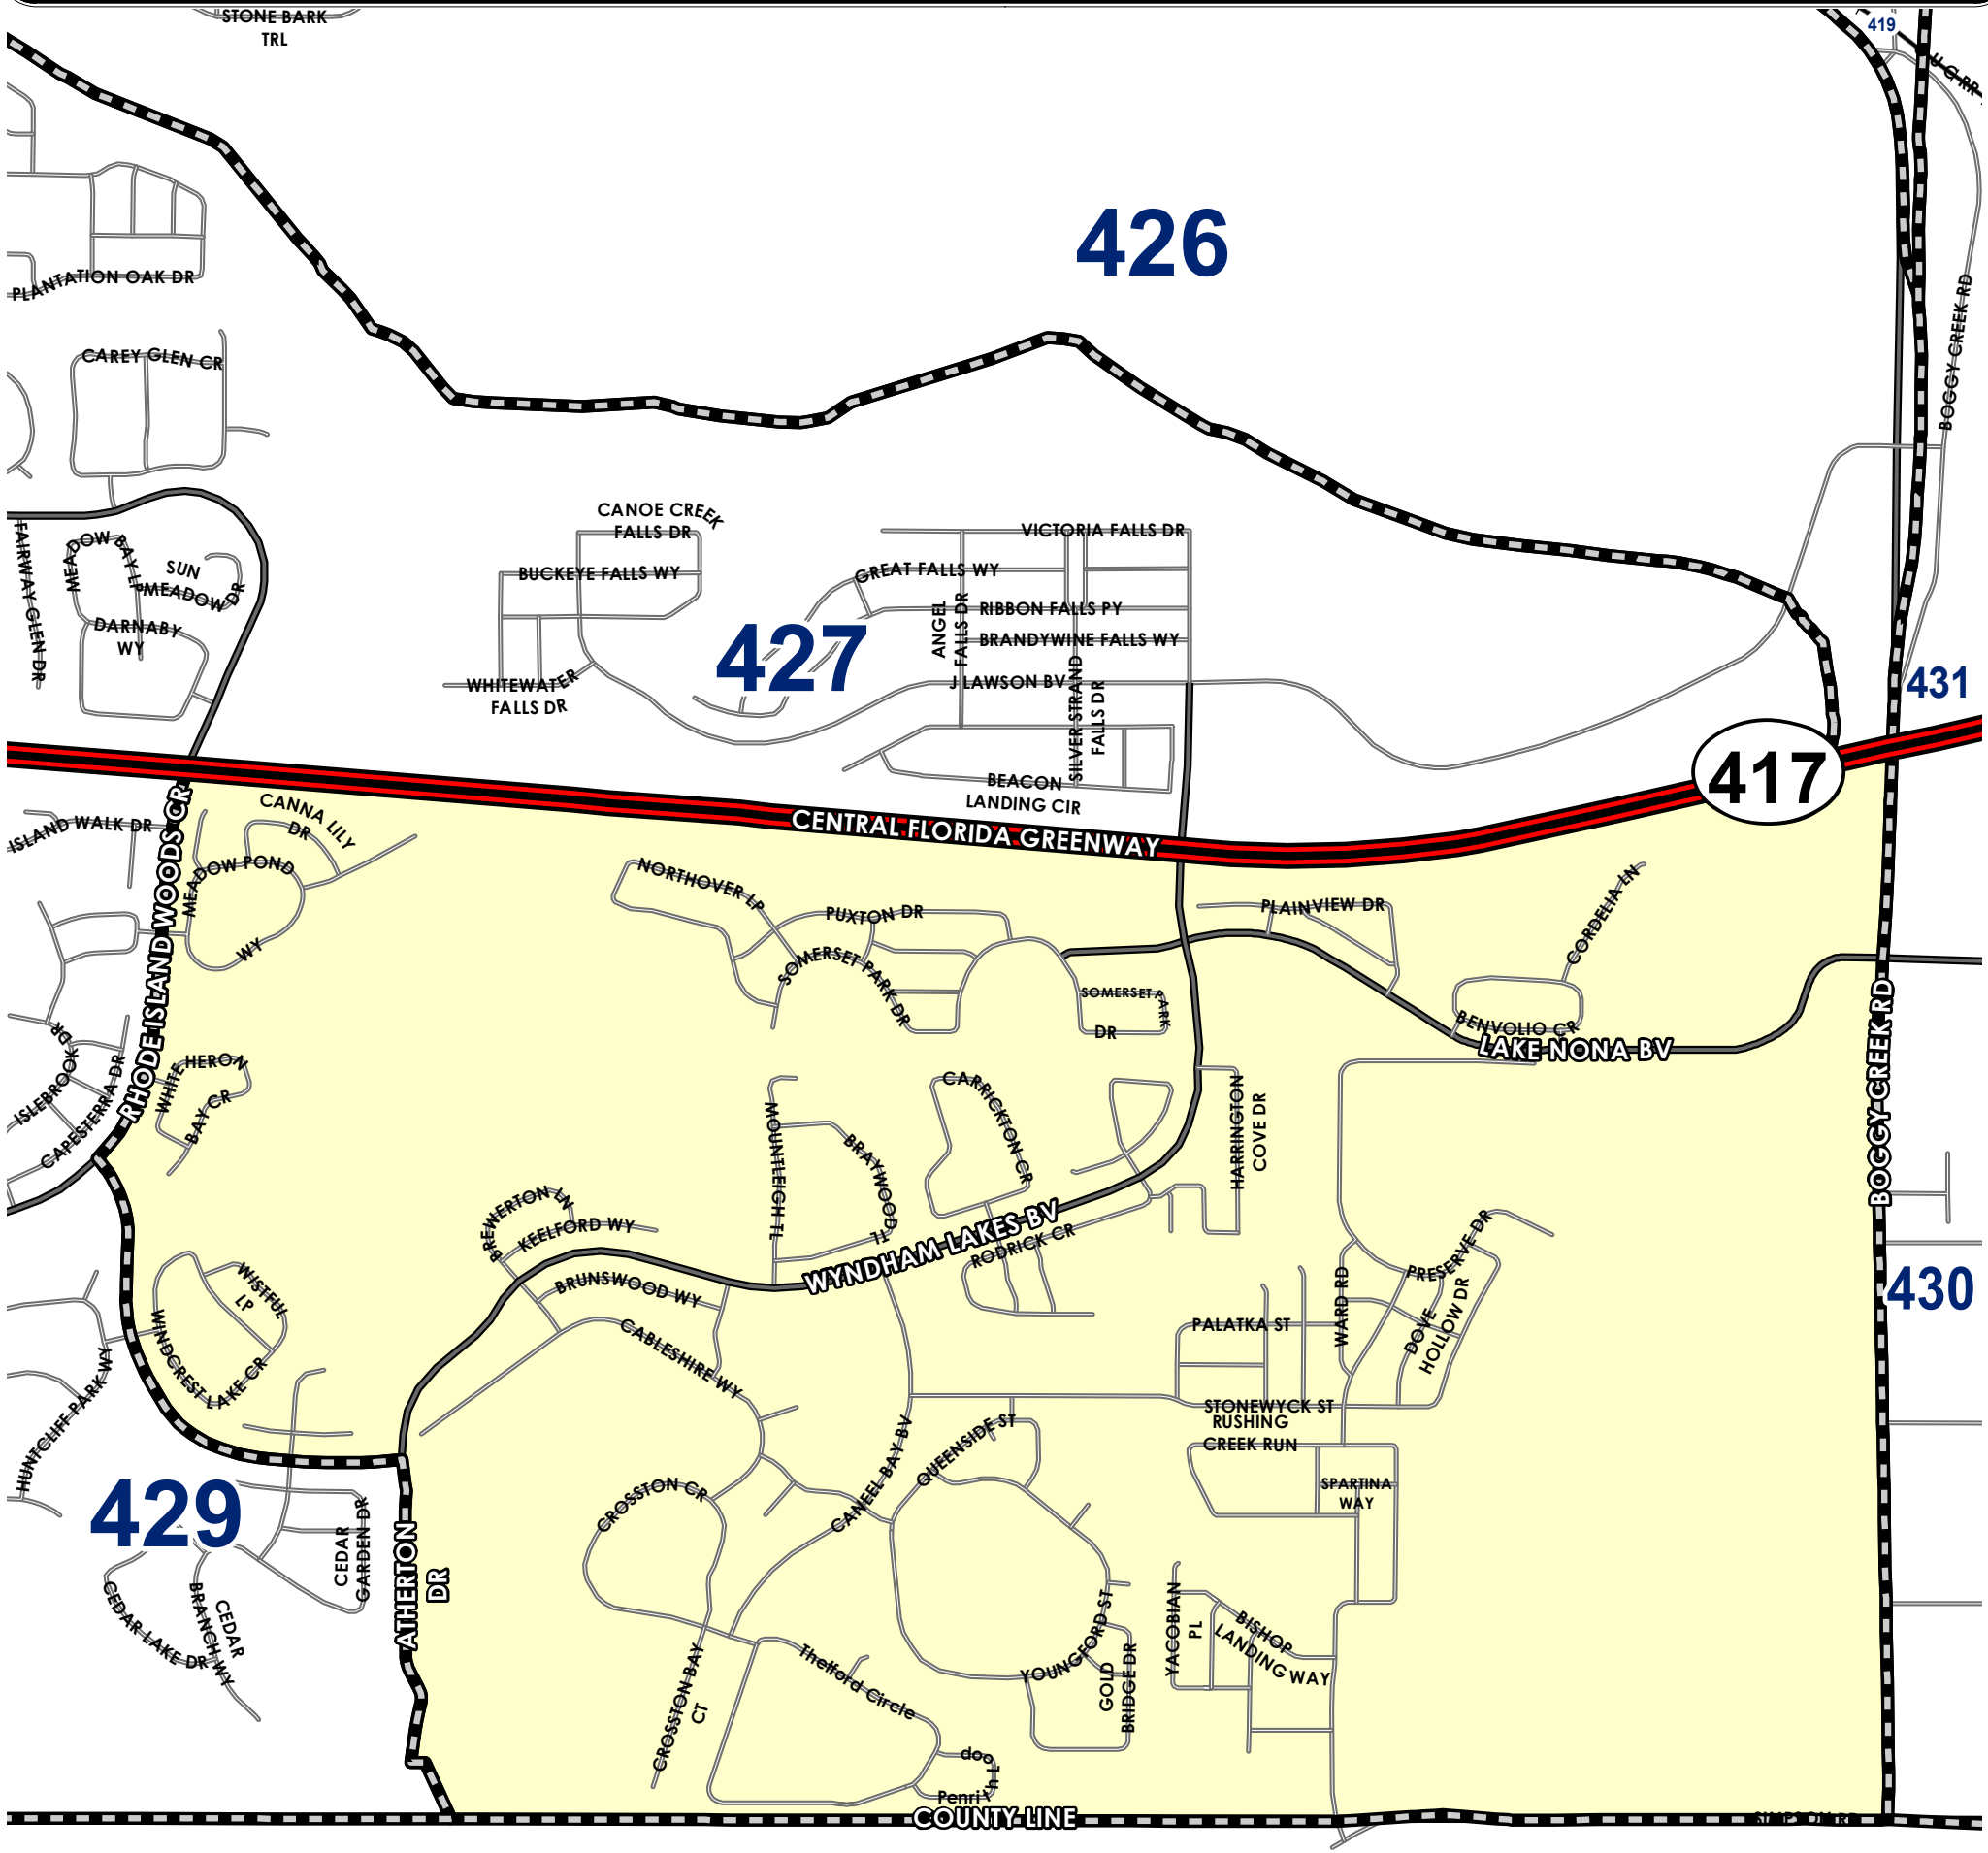 STONE BARK
TRL
419
U C RP
426
PLANTATION OAK DR
BOGGY CREEK RD
CAREY GLEN CR
CANOE CREEK
FALLS DR
VICTORIA FALLS DR
FAIRWAY GLEN DR
MEADOW BAY LP
SUN
MEADOW DR
BUCKEYE FALLS WY
GREAT FALLS WY
ANGEL
FALLS DR
RIBBON FALLS PY
DARNABY
WY
427
BRANDYWINE FALLS WY
WHITEWATER
FALLS DR
J LAWSON BV
SILVER STRAND
FALLS DR
431
417
BEACON
LANDING CIR
CENTRAL FLORIDA GREENWAY
ISLAND WALK DR
CANNA LILY
DR
RHODE ISLAND WOODS CR
MEADOW POND
WY
NORTHOVER LP
PUXTON DR
PLAINVIEW DR
CORDELIA LN
SOMERSET PARK DR
SOMERSET PARK
DR
BENVOLIO CR
LAKE NONA BV
BOGGY CREEK RD
ISLEBROOK DR
CAPESTERRA DR
WHITE HERON
BAY CR
MOUNTLEIGH TL
BRAYWOOD TL
CARRICKTON CR
HARRINGTON
COVE DR
BREWERTON LN
KEELFORD WY
WYNDHAM LAKES BV
RODRICK CR
BRUNSWOOD WY
PRESERVE DR
WARD RD
DOVE
HOLLOW DR
430
WISTFUL
LP
WINDCREST LAKE CR
CABLESHIRE WY
PALATKA ST
HUNTCLIFF PARK WY
STONEWYCK ST
RUSHING
CREEK RUN
QUEENSIDE ST
CANEEL BAY BV
SPARTINA
WAY
429
CROSSTON CR
CEDAR
GARDEN DR
ATHERTON
DR
CEDAR LAKE DR
CEDAR
BRANCH WY
YACOBIAN
PL
BISHOP
LANDING WAY
YOUNGFORD ST
GOLD
BRIDGE DR
CROSSTON BAY
CT
Thelford Circle
Penrith Loop
COUNTY LINE
SIMPSON RD